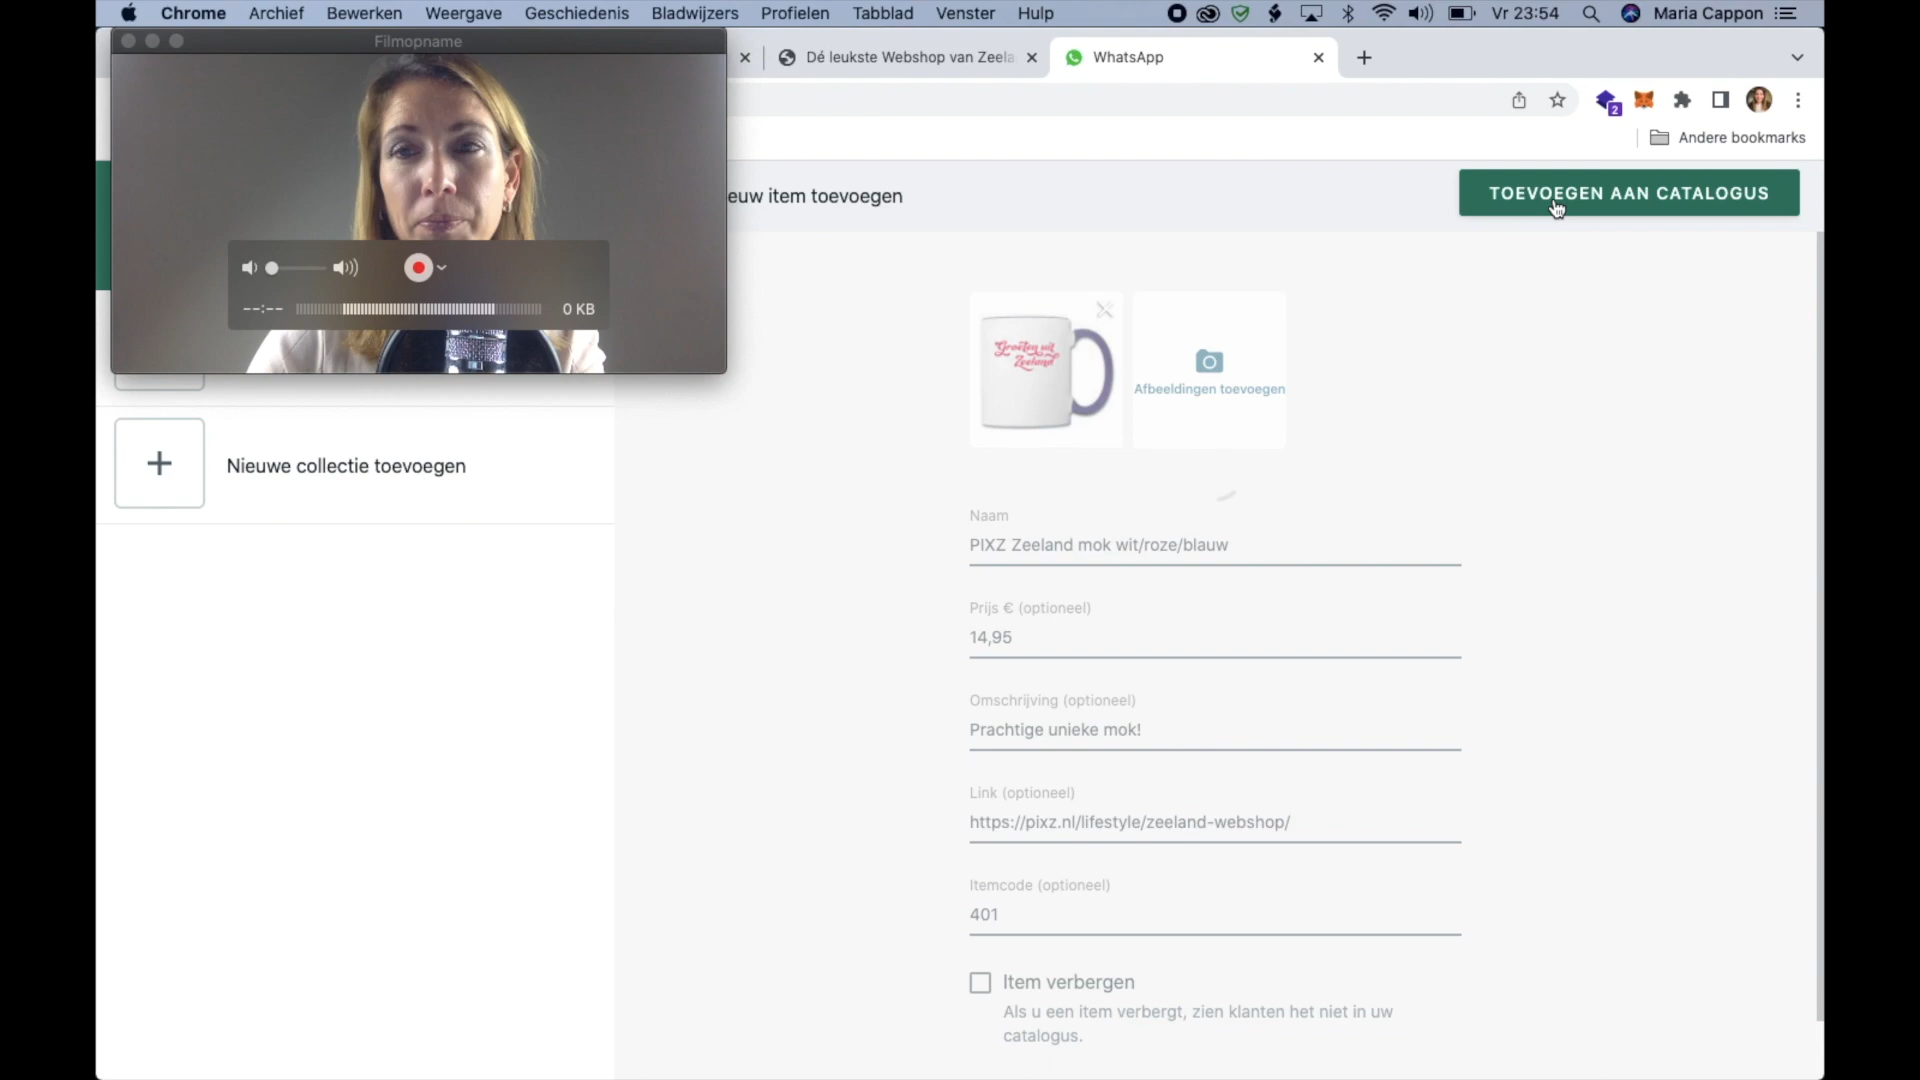 Chrome Archief Bewerken Weergave Geschiedenis Bladwijzers Profielen Tabblad Venster Hulp Vr 23:54 Maria Cappon
Filmopname
Dé leukste Webshop van Zeela
WhatsApp
2
Andere bookmarks
euw item toevoegen
TOEVOEGEN AAN CATALOGUS
--:--
0 KB
Groeten uit
Zeeland
Afbeeldingen toevoegen
Nieuwe collectie toevoegen
Naam
PIXZ Zeeland mok wit/roze/blauw
Prijs € (optioneel)
14,95
Omschrijving (optioneel)
Prachtige unieke mok!
Link (optioneel)
https://pixz.nl/lifestyle/zeeland-webshop/
Itemcode (optioneel)
401
Item verbergen
Als u een item verbergt, zien klanten het niet in uw
catalogus.